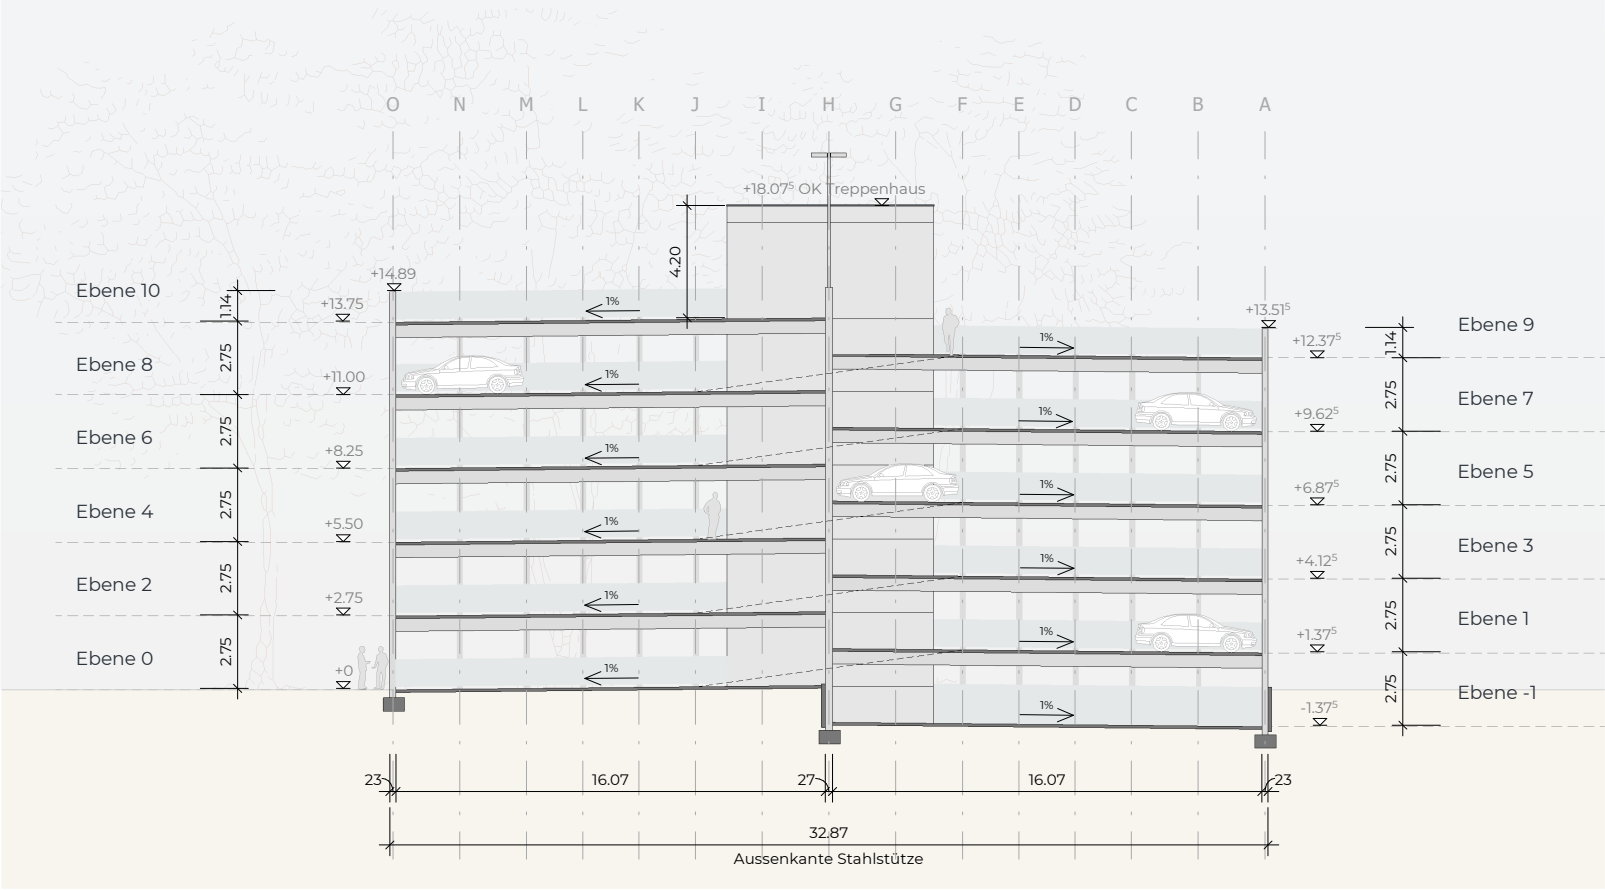 O N M L K J I H G F E D C B A
+18.07⁵ OK Treppenhaus
4.20
+14.89
Ebene 10
1.14
+13.75
1%
+13.51⁵
Ebene 9
+12.37⁵
1.14
1%
Ebene 8
2.75
+11.00
1%
2.75
Ebene 7
+9.62⁵
1%
Ebene 6
2.75
+8.25
1%
2.75
Ebene 5
+6.87⁵
1%
Ebene 4
2.75
+5.50
1%
2.75
Ebene 3
+4.12⁵
1%
Ebene 2
2.75
+2.75
1%
2.75
Ebene 1
+1.37⁵
1%
Ebene 0
2.75
+0
1%
2.75
Ebene -1
-1.37⁵
1%
23 16.07 27 16.07 23
32.87
Aussenkante Stahlstütze